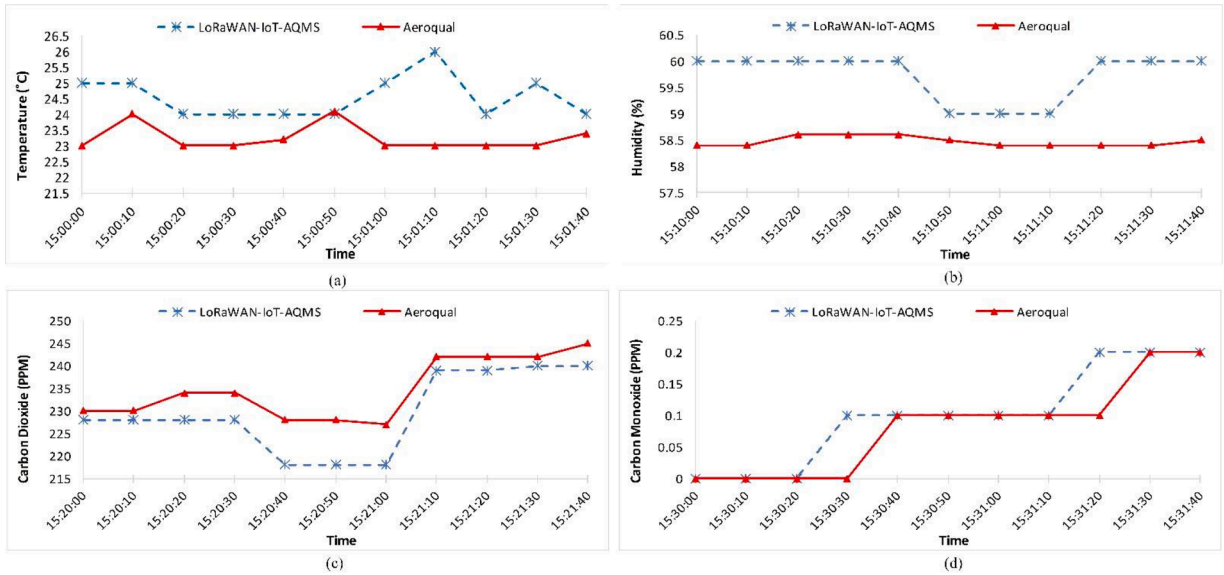 (a)
LoRaWAN-IoT-AQMS Aeroqual
Temperature (°C)
26.5
26
25.5
25
24.5
24
23.5
23
22.5
22
21.5
15:00:00 15:00:10 15:00:20 15:00:30 15:00:40 15:00:50 15:01:00 15:01:10 15:01:20 15:01:30 15:01:40
Time
(a)
LoRaWAN-IoT-AQMS Aeroqual
Humidity (%)
60.5
60
59.5
59
58.5
58
57.5
15:10:00 15:10:10 15:10:20 15:10:30 15:10:40 15:10:50 15:11:00 15:11:10 15:11:20 15:11:30 15:11:40
Time
(b)
LoRaWAN-IoT-AQMS Aeroqual
Carbon Dioxide (PPM)
250
245
240
235
230
225
220
215
15:20:00 15:20:10 15:20:20 15:20:30 15:20:40 15:20:50 15:21:00 15:21:10 15:21:20 15:21:30 15:21:40
Time
(c)
LoRaWAN-IoT-AQMS Aeroqual
Carbon Monoxide (PPM)
0.25
0.2
0.15
0.1
0.05
0
15:30:00 15:30:10 15:30:20 15:30:30 15:30:40 15:30:50 15:31:00 15:31:10 15:31:20 15:31:30 15:31:40
Time
(d)